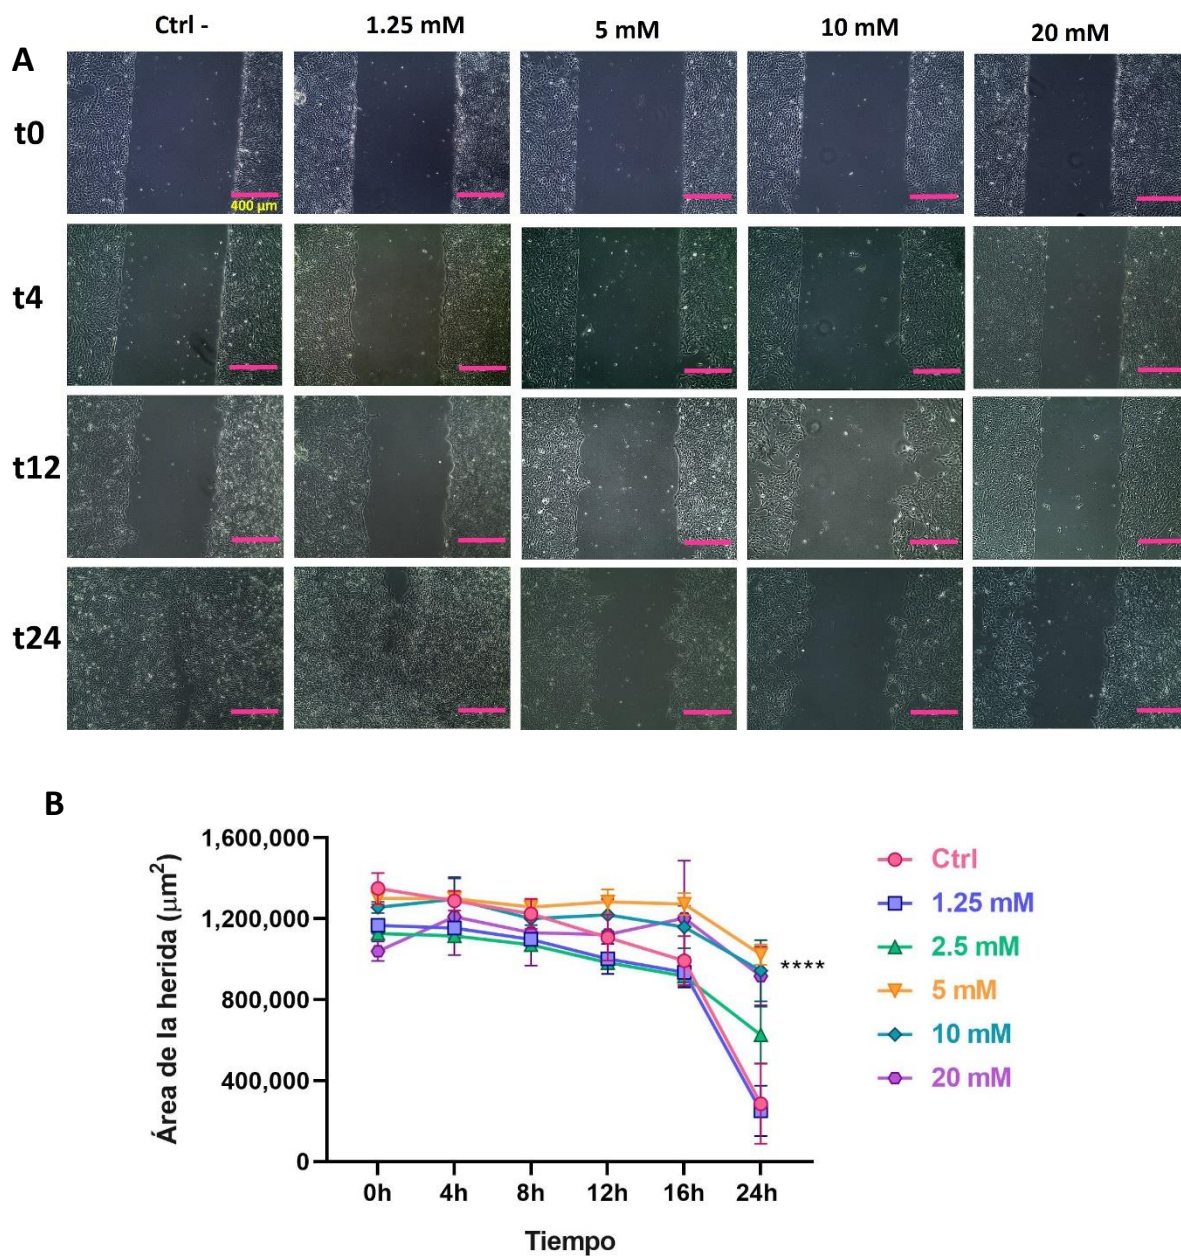 Ctrl - 1.25 mM 5 mM 10 mM 20 mM
A
t0
400 µm
t4
t12
t24
B
Área de la herida (µm²)
1,600,000
1,200,000
800,000
400,000
0
0h 4h 8h 12h 16h 24h
Tiempo
****
Ctrl
1.25 mM
2.5 mM
5 mM
10 mM
20 mM